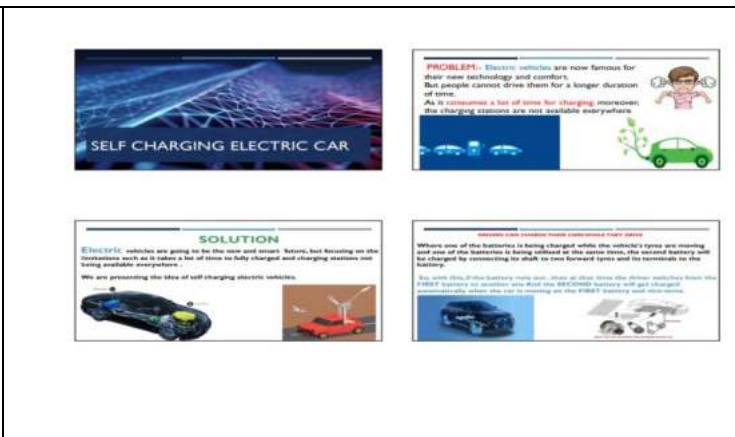 SELF CHARGING ELECTRIC CAR
PROBLEM:- Electric vehicles are now famous for
their new technology and comfort.
But people cannot drive them for a longer duration
of time.
As it consumes a lot of time for charging, moreover,
the charging stations are not available everywhere
SOLUTION
Electric vehicles are going to be the new and smart future, but focusing on the
limitations such as it takes a lot of time to fully charged and charging stations not
being available everywhere .
We are presenting the idea of self charging electric vehicles.
DRIVERS CAN CHARGE THEIR CARS WHILE THEY DRIVE
Where one of the batteries is being charged while the vehicle's tyres are moving
and one of the batteries is being utilised at the same time, the second battery will
be charged by connecting its shaft to two forward tyres and its terminals to the
battery.
So, with this, if the battery runs out, then at that time the driver switches from the
FIRST battery to another one And the SECOND battery will get charged
automatically when the car is moving on the FIRST battery and vice-versa.